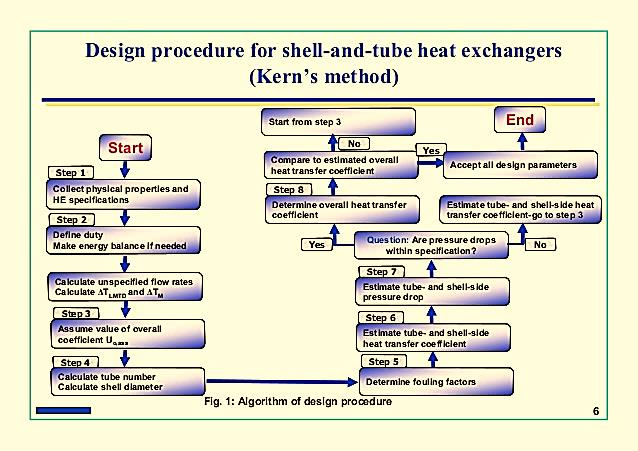 Design procedure for shell-and-tube heat exchangers
(Kern's method)
Start
Step 1
Collect physical properties and
HE specifications
Step 2
Define duty
Make energy balance if needed
Calculate unspecified flow rates
Calculate ΔT_LMTD and ΔT_M
Step 3
Assume value of overall
coefficient U_o,ass
Step 4
Calculate tube number
Calculate shell diameter
Step 5
Determine fouling factors
Step 6
Estimate tube- and shell-side
heat transfer coefficient
Step 7
Estimate tube- and shell-side
pressure drop
Question: Are pressure drops
within specification?
Yes
No
Estimate tube- and shell-side heat
transfer coefficient-go to step 3
Step 8
Determine overall heat transfer
coefficient
Compare to estimated overall
heat transfer coefficient
No
Start from step 3
Yes
Accept all design parameters
End
Fig. 1: Algorithm of design procedure
6